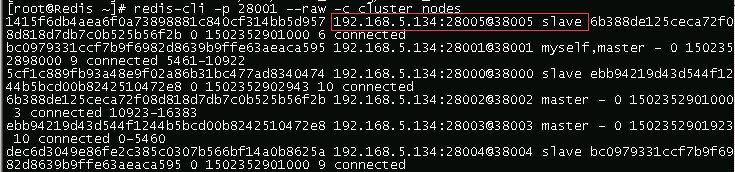 [root@Redis ~]# redis-cli -p 28001 --raw -c cluster nodes
1415f6db4aea6f0a73898881c840cf314bb5d957 192.168.5.134:28005@38005 slave 6b388de125ceca72f0
8d818d7db7c0b525b56f2b 0 1502352901000 6 connected
bc0979331ccf7b9f6982d8639b9ffe63aeaca595 192.168.5.134:28001@38001 myself,master - 0 150235
2898000 9 connected 5461-10922
5cf1c889fb93a48e9f02a86b31bc477ad8340474 192.168.5.134:28000@38000 slave ebb94219d43d544f12
44b5bcd00b8242510472e8 0 1502352902943 10 connected
6b388de125ceca72f08d818d7db7c0b525b56f2b 192.168.5.134:28002@38002 master - 0 1502352901000
 3 connected 10923-16383
ebb94219d43d544f1244b5bcd00b8242510472e8 192.168.5.134:28003@38003 master - 0 1502352901923
 10 connected 0-5460
dec6d3049e86fe2c385c0307b566bf14a0b8625a 192.168.5.134:28004@38004 slave bc0979331ccf7b9f69
82d8639b9ffe63aeaca595 0 1502352901000 9 connected